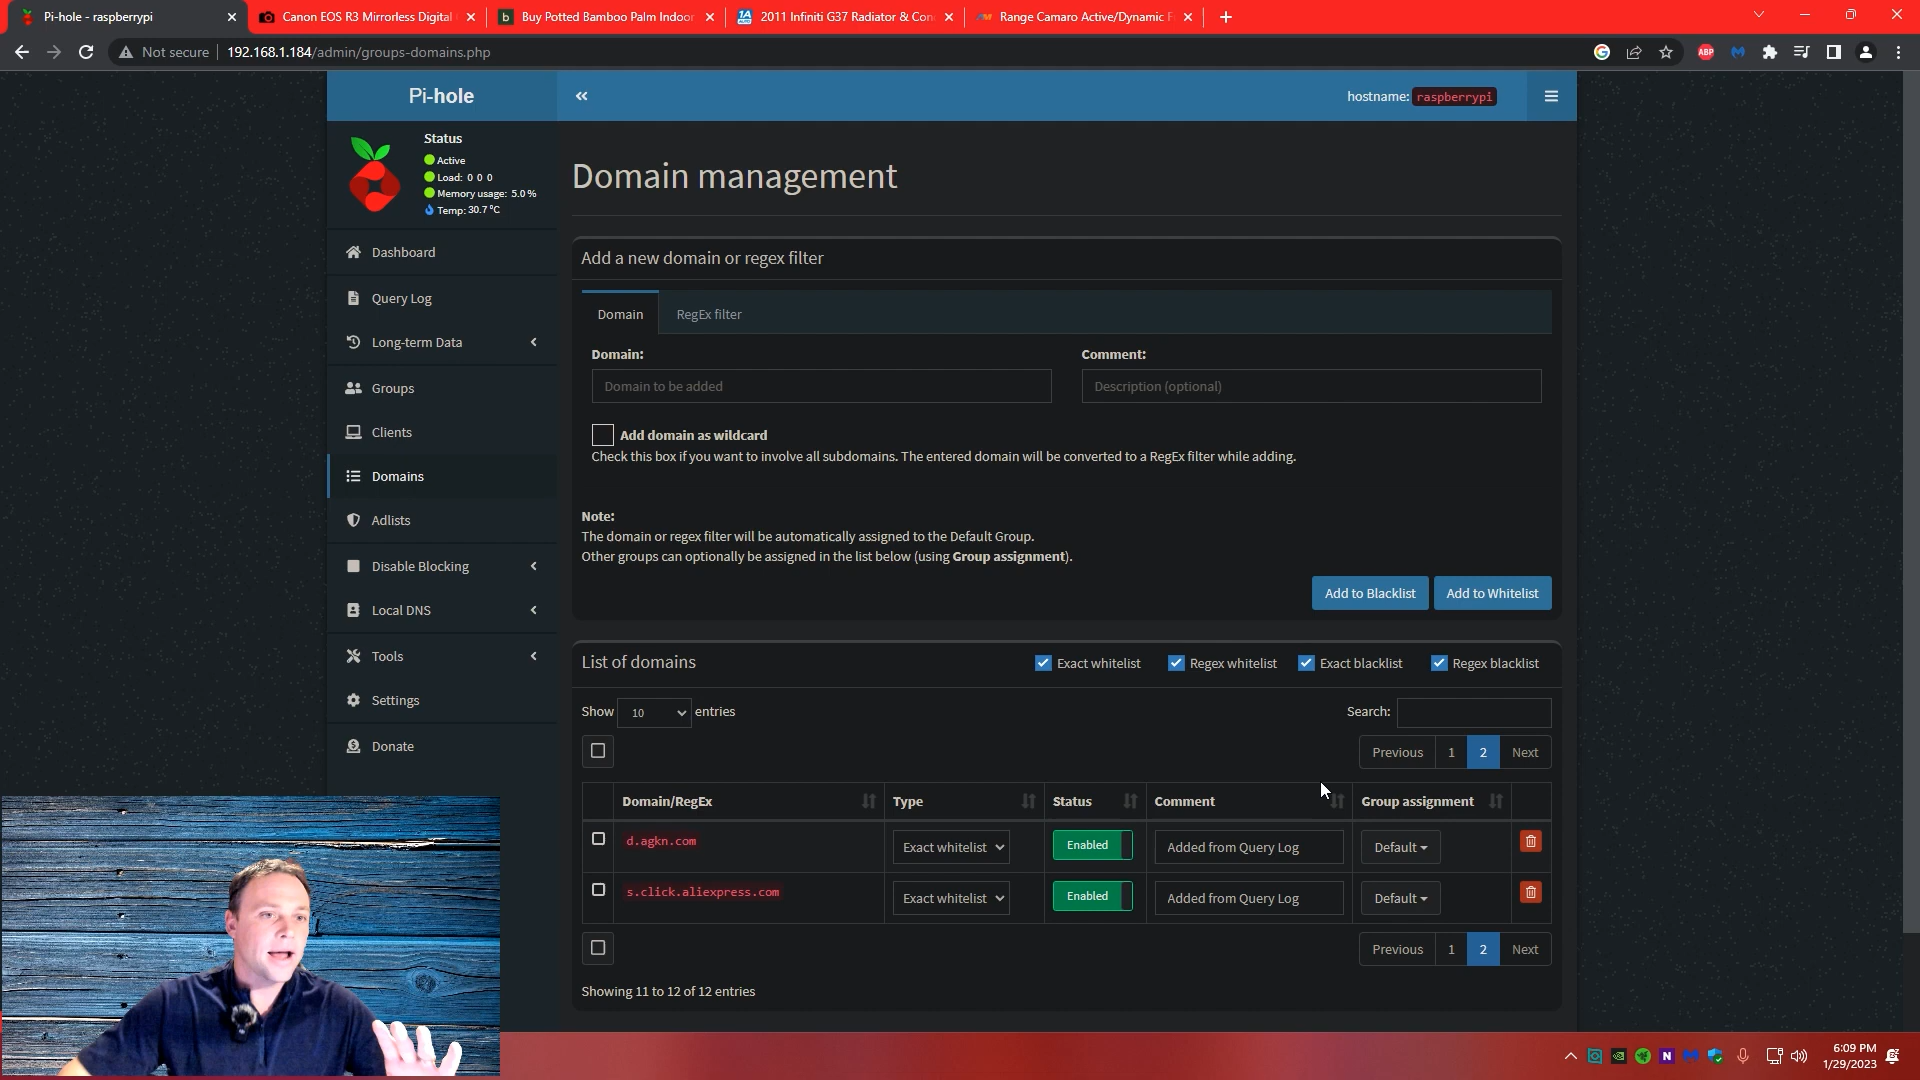 Pi-hole - raspberrypi
Canon EOS R3 Mirrorless Digital
Buy Potted Bamboo Palm Indoor
2011 Infiniti G37 Radiator & Con
Range Camaro Active/Dynamic F
Not secure
192.168.1.184/admin/groups-domains.php
ABP
Pi-hole
hostname: raspberrypi
Status
Active
Load: 0 0 0
Memory usage: 5.0 %
Temp: 30.7 °C
Dashboard
Query Log
Long-term Data
Groups
Clients
Domains
Adlists
Disable Blocking
Local DNS
Tools
Settings
Donate
Domain management
Add a new domain or regex filter
Domain
RegEx filter
Domain:
Comment:
Domain to be added
Description (optional)
Add domain as wildcard
Check this box if you want to involve all subdomains. The entered domain will be converted to a RegEx filter while adding.
Note:
The domain or regex filter will be automatically assigned to the Default Group.
Other groups can optionally be assigned in the list below (using Group assignment).
Add to Blacklist
Add to Whitelist
List of domains
Exact whitelist
Regex whitelist
Exact blacklist
Regex blacklist
Show 10 entries
Search:
Previous 1 2 Next
Domain/RegEx
Type
Status
Comment
Group assignment
d.agkn.com
Exact whitelist
Enabled
Added from Query Log
Default
s.click.aliexpress.com
Exact whitelist
Enabled
Added from Query Log
Default
Previous 1 2 Next
Showing 11 to 12 of 12 entries
6:09 PM
1/29/2023